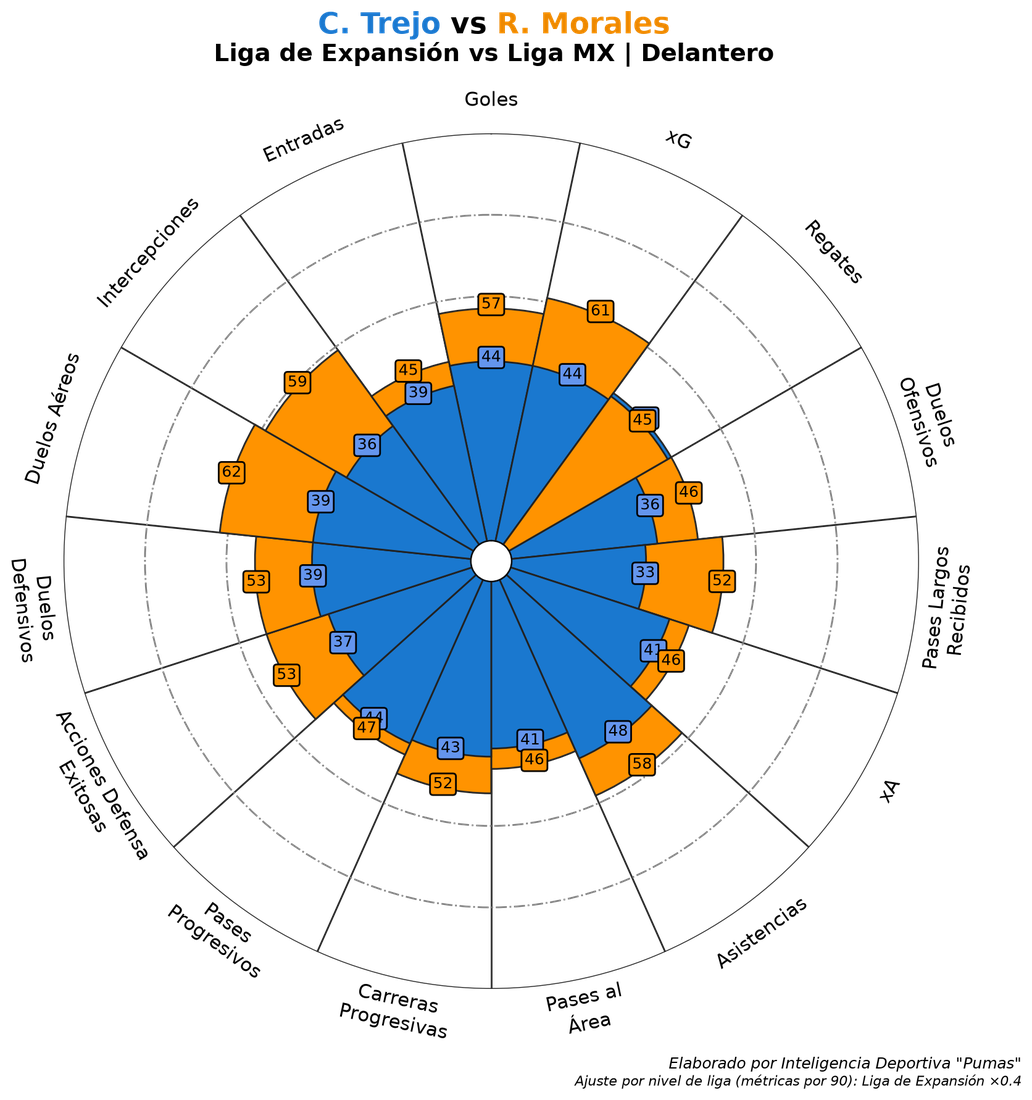 C. Trejo vs R. Morales
Liga de Expansión vs Liga MX | Delantero
Goles
xG
Regates
Duelos
Ofensivos
Pases Largos
Recibidos
xA
Asistencias
Pases al
Área
Carreras
Progresivas
Pases
Progresivos
Acciones Defensa
Exitosas
Duelos
Defensivos
Duelos Aéreos
Intercepciones
Entradas
57
44
61
44
45
46
36
52
33
41
46
48
58
41
46
43
52
44
47
37
53
39
53
39
62
36
59
39
45
Elaborado por Inteligencia Deportiva "Pumas"
Ajuste por nivel de liga (métricas por 90): Liga de Expansión ×0.4